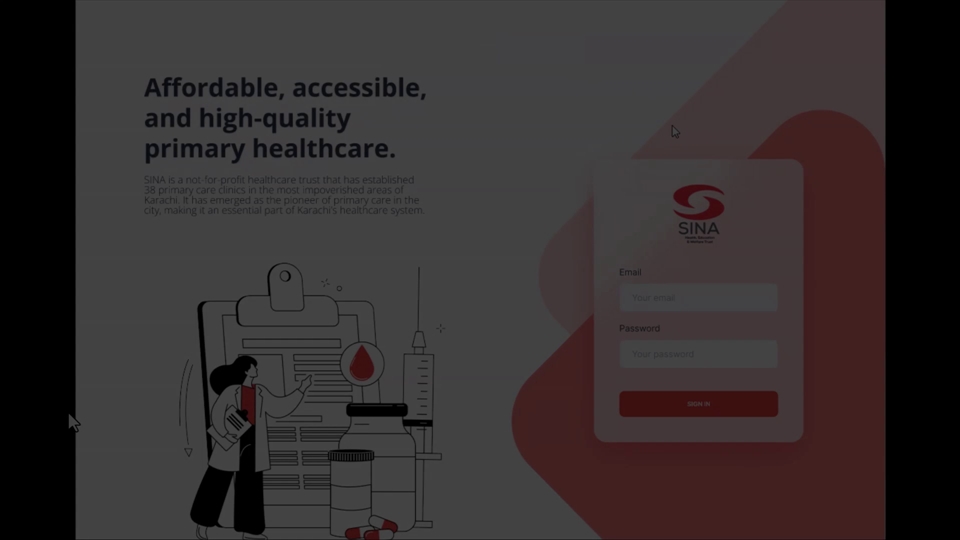 Affordable, accessible,
and high-quality
primary healthcare.
SINA is a not-for-profit healthcare trust that has established
38 primary care clinics in the most impoverished areas of
Karachi. It has emerged as the pioneer of primary care in the
city, making it an essential part of Karachi's healthcare system.
SINA
Email
Your email
Password
Your password
SIGN IN